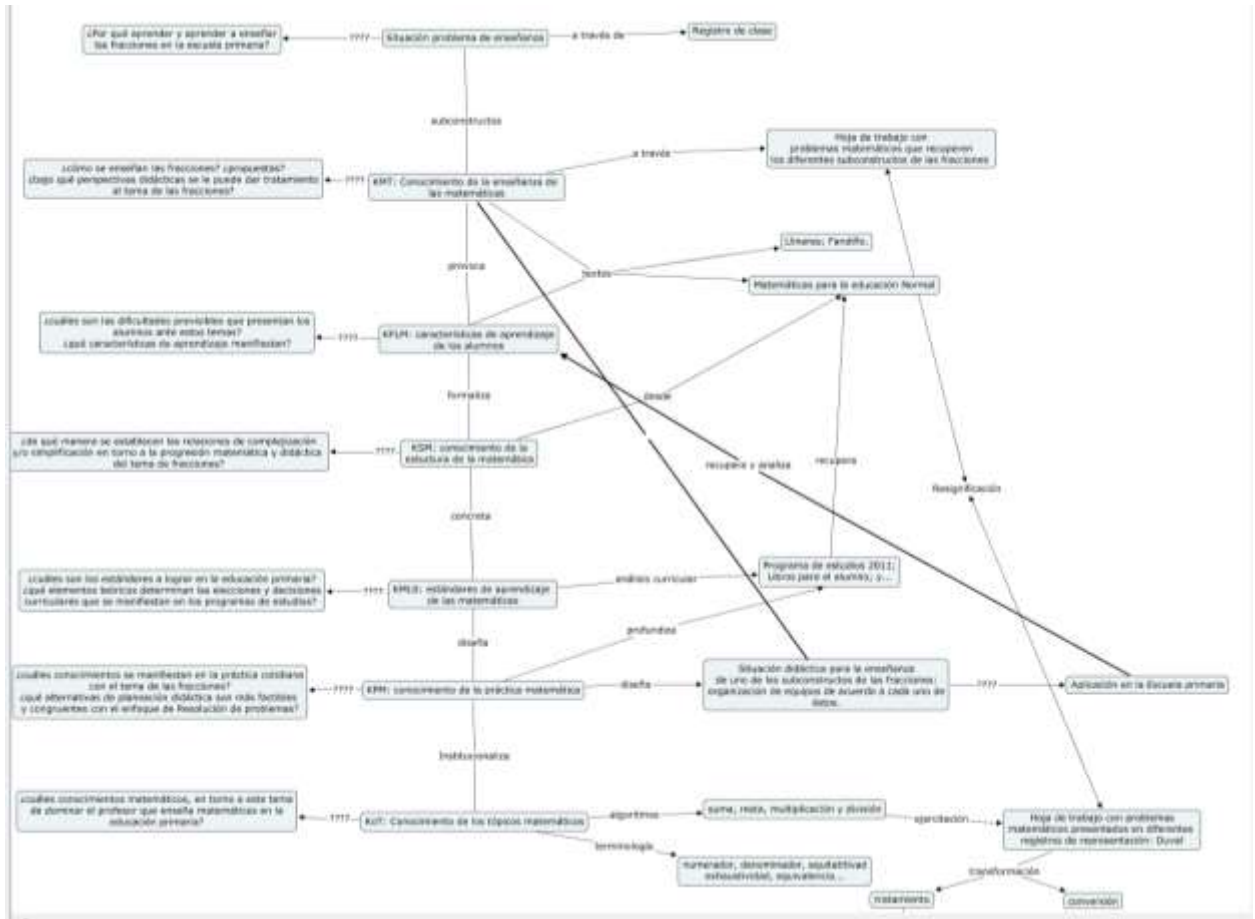 ¿Por qué aprender y aprender a enseñar
las fracciones en la escuela primaria?
????
Situación problema de enseñanza
a través de
Registro de clase
subconstructos
Hoja de trabajo con
problemas matemáticos que recuperen
los diferentes subconstructos de las fracciones
a través
¿cómo se enseñan las fracciones? ¿propuestas?
¿bajo qué perspectivas didácticas se le puede dar tratamiento
al tema de las fracciones?
????
KMT: Conocimiento de la enseñanza de
las matemáticas
Llinares; Fandiño.
provoca
textos
Matemáticas para la educación Normal
¿cuáles son las dificultades previsibles que presentan los
alumnos ante estos temas?
¿qué características de aprendizaje manifiestan?
????
KFLM: características de aprendizaje
de los alumnos
formaliza
desde
¿de qué manera se establecen las relaciones de complejización
y/o simplificación en torno a la progresión matemática y didáctica
del tema de fracciones?
????
KSM: conocimiento de la
estructura de la matemática
recupera y analiza
recupera
Resignificación
concreta
¿cuáles son los estándares a lograr en la educación primaria?
¿qué elementos teóricos determinan las elecciones y decisiones
curriculares que se manifiestan en los programas de estudios?
????
KMLS: estándares de aprendizaje
de las matemáticas
análisis curricular
Programa de estudios 2011;
Libros para el alumno; y...
diseña
profundiza
¿cuáles conocimientos se manifiestan en la práctica cotidiana
con el tema de las fracciones?
¿qué alternativas de planeación didáctica son más factibles
y congruentes con el enfoque de Resolución de problemas?
????
KPM: conocimiento de la práctica matemática
diseña
Situación didáctica para la enseñanza
de uno de los subconstructos de las fracciones:
organización de equipos de acuerdo a cada uno de
éstos.
????
Aplicación en la Escuela primaria
Institucionaliza
¿cuáles conocimientos matemáticos, en torno a este tema
de dominar el profesor que enseña matemáticas en la
educación primaria?
????
KoT: Conocimiento de los tópicos matemáticos
algoritmos
suma, resta, multiplicación y división
ejercitación
Hoja de trabajo con problemas
matemáticos presentados en diferentes
registros de representación: Duval
terminología
numerador, denominador, equitatividad
exhaustividad, equivalencia...
transformación
tratamiento
conversión